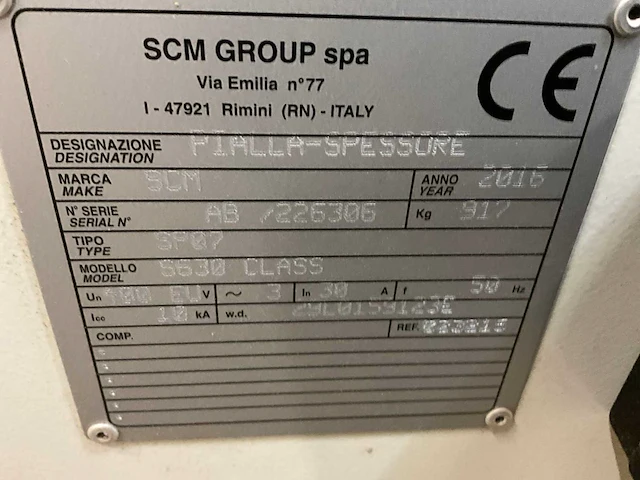 SCM GROUP spa
Via Emilia n°77
I - 47921 Rimini (RN) - ITALY
CE
DESIGNAZIONE DESIGNATION PIALLA-SPESSORE
MARCA MAKE SCM ANNO YEAR 2016
N° SERIE SERIAL N° AB /226306 Kg 917
TIPO TYPE SP07
MODELLO MODEL S630 CLASS
Un 400 EU V ~ 3 In 30 A f 50 Hz
Icc 10 kA w.d.
COMP. REF.